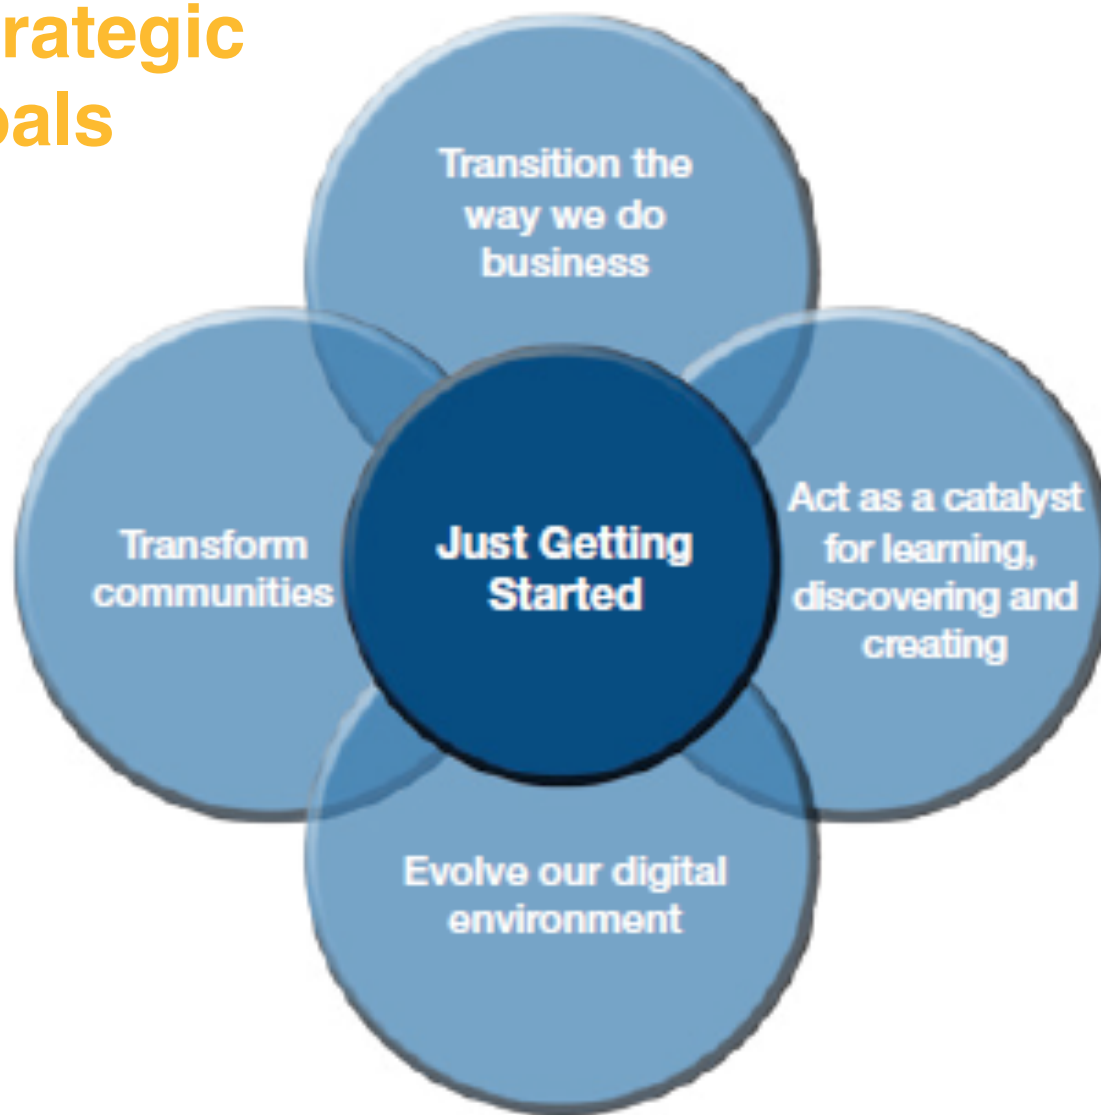 rategic
oals
Transition the
way we do
business
Transform
communities
Just Getting
Started
Act as a catalyst
for learning,
discovering and
creating
Evolve our digital
environment